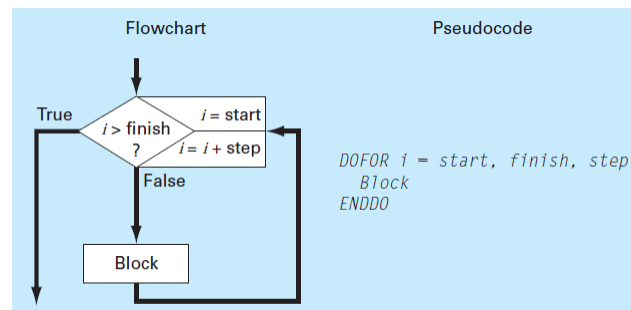 Flowchart
Pseudocode
True
i > finish
?
i = start
i = i + step
False
Block
DOFOR i = start, finish, step
Block
ENDDO